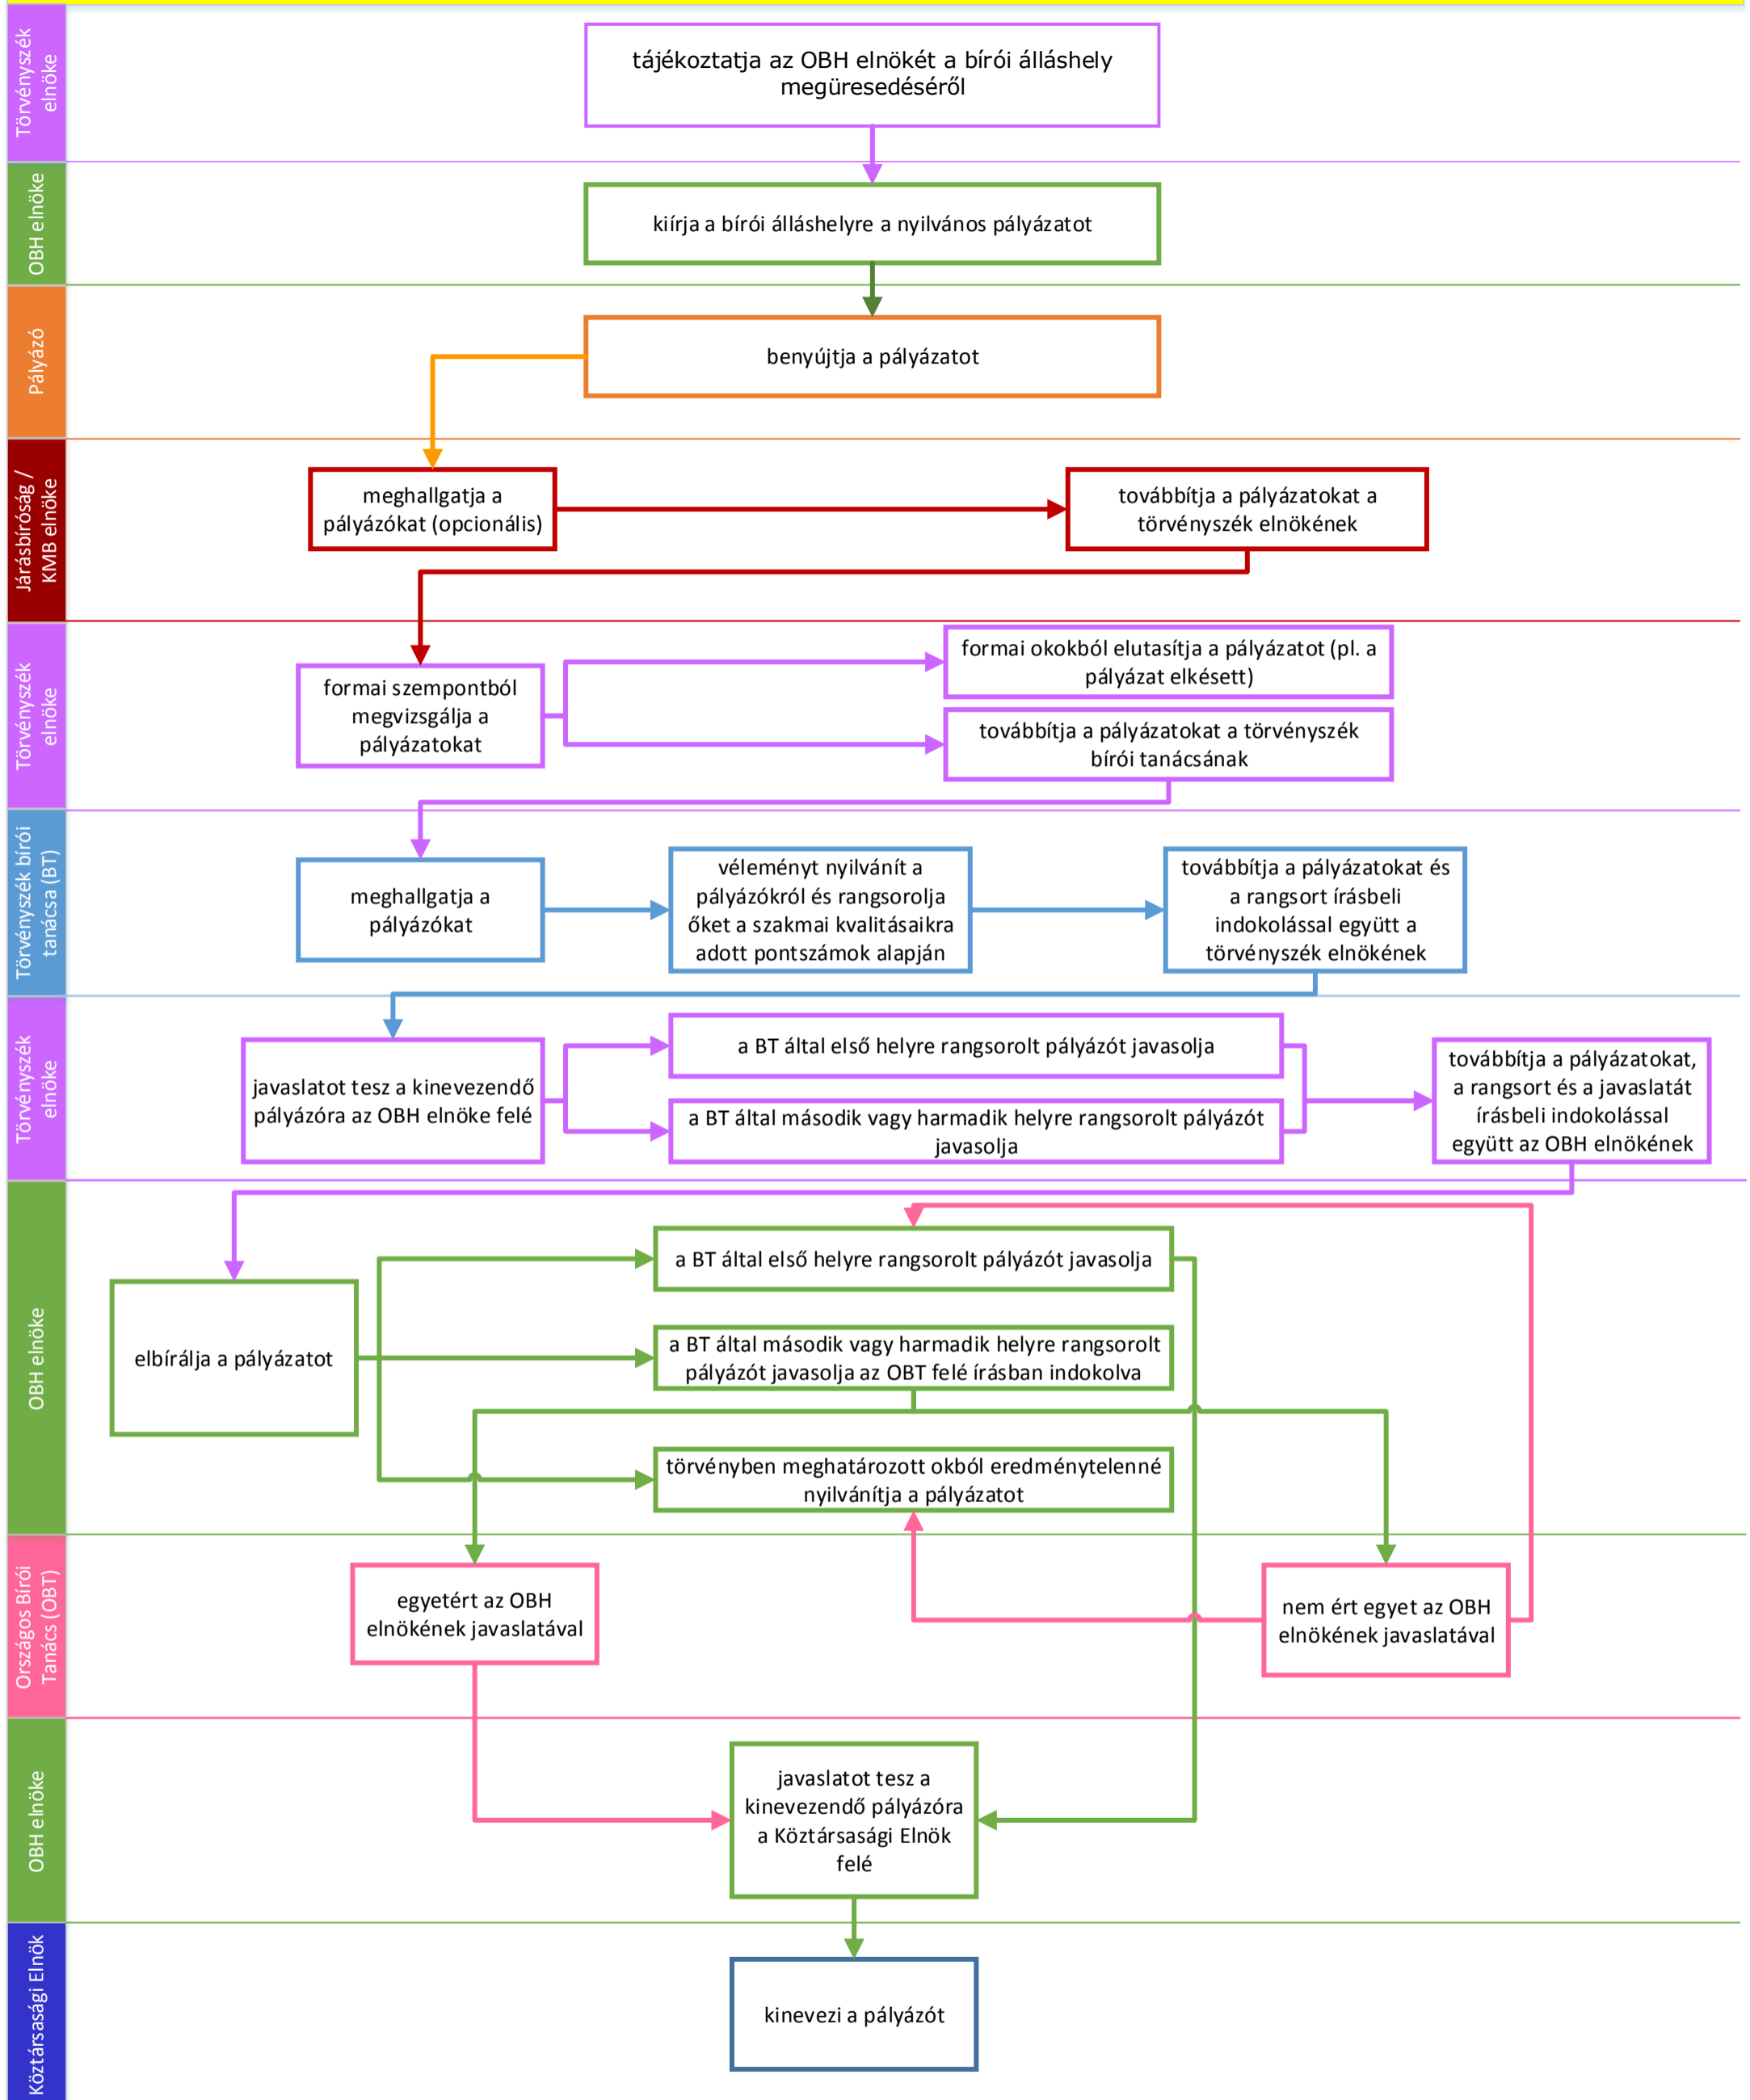 Törvényszék
elnöke
tájékoztatja az OBH elnökét a bírói álláshely
megüresedéséről
OBH elnöke
kiírja a bírói álláshelyre a nyilvános pályázatot
Pályázó
benyújtja a pályázatot
Járásbíróság /
KMB elnöke
meghallgatja a
pályázókat (opcionális)
továbbítja a pályázatokat a
törvényszék elnökének
Törvényszék
elnöke
formai szempontból
megvizsgálja a
pályázatokat
formai okokból elutasítja a pályázatot (pl. a
pályázat elkésett)
továbbítja a pályázatokat a törvényszék
bírói tanácsának
Törvényszék bírói
tanácsa (BT)
meghallgatja a
pályázókat
véleményt nyilvánít a
pályázókról és rangsorolja
őket a szakmai kvalitásaikra
adott pontszámok alapján
továbbítja a pályázatokat és
a rangsort írásbeli
indokolással együtt a
törvényszék elnökének
Törvényszék
elnöke
javaslatot tesz a kinevezendő
pályázóra az OBH elnöke felé
a BT által első helyre rangsorolt pályázót javasolja
a BT által második vagy harmadik helyre rangsorolt pályázót
javasolja
továbbítja a pályázatokat,
a rangsort és a javaslatát
írásbeli indokolással
együtt az OBH elnökének
OBH elnöke
elbírálja a pályázatot
a BT által első helyre rangsorolt pályázót javasolja
a BT által második vagy harmadik helyre rangsorolt
pályázót javasolja az OBT felé írásban indokolva
törvényben meghatározott okból eredménytelenné
nyilvánítja a pályázatot
Országos Bírói
Tanács (OBT)
egyetért az OBH
elnökének javaslatával
nem ért egyet az OBH
elnökének javaslatával
OBH elnöke
javaslatot tesz a
kinevezendő pályázóra
a Köztársasági Elnök
felé
Köztársasági Elnök
kinevezi a pályázót